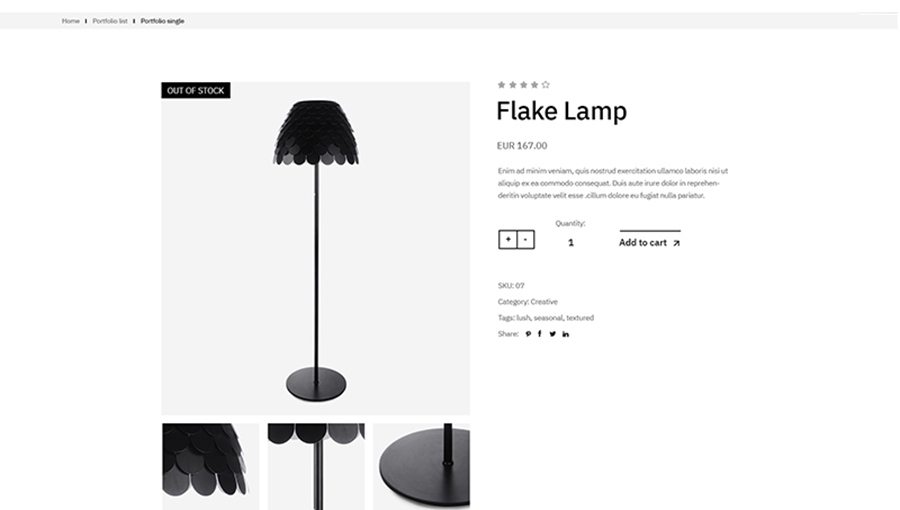 Home Portfolio list Portfolio single
OUT OF STOCK
Flake Lamp
EUR 167.00
Enim ad minim veniam, quis nostrud exercitation ullamco laboris nisi ut
aliquip ex ea commodo consequat. Duis aute irure dolor in reprehen-
deritin voluptate velit esse .cillum dolore eu fugiat nulla pariatur.
Quantity:
+ - 1 Add to cart
SKU: 07
Category: Creative
Tags: lush, seasonal, textured
Share: